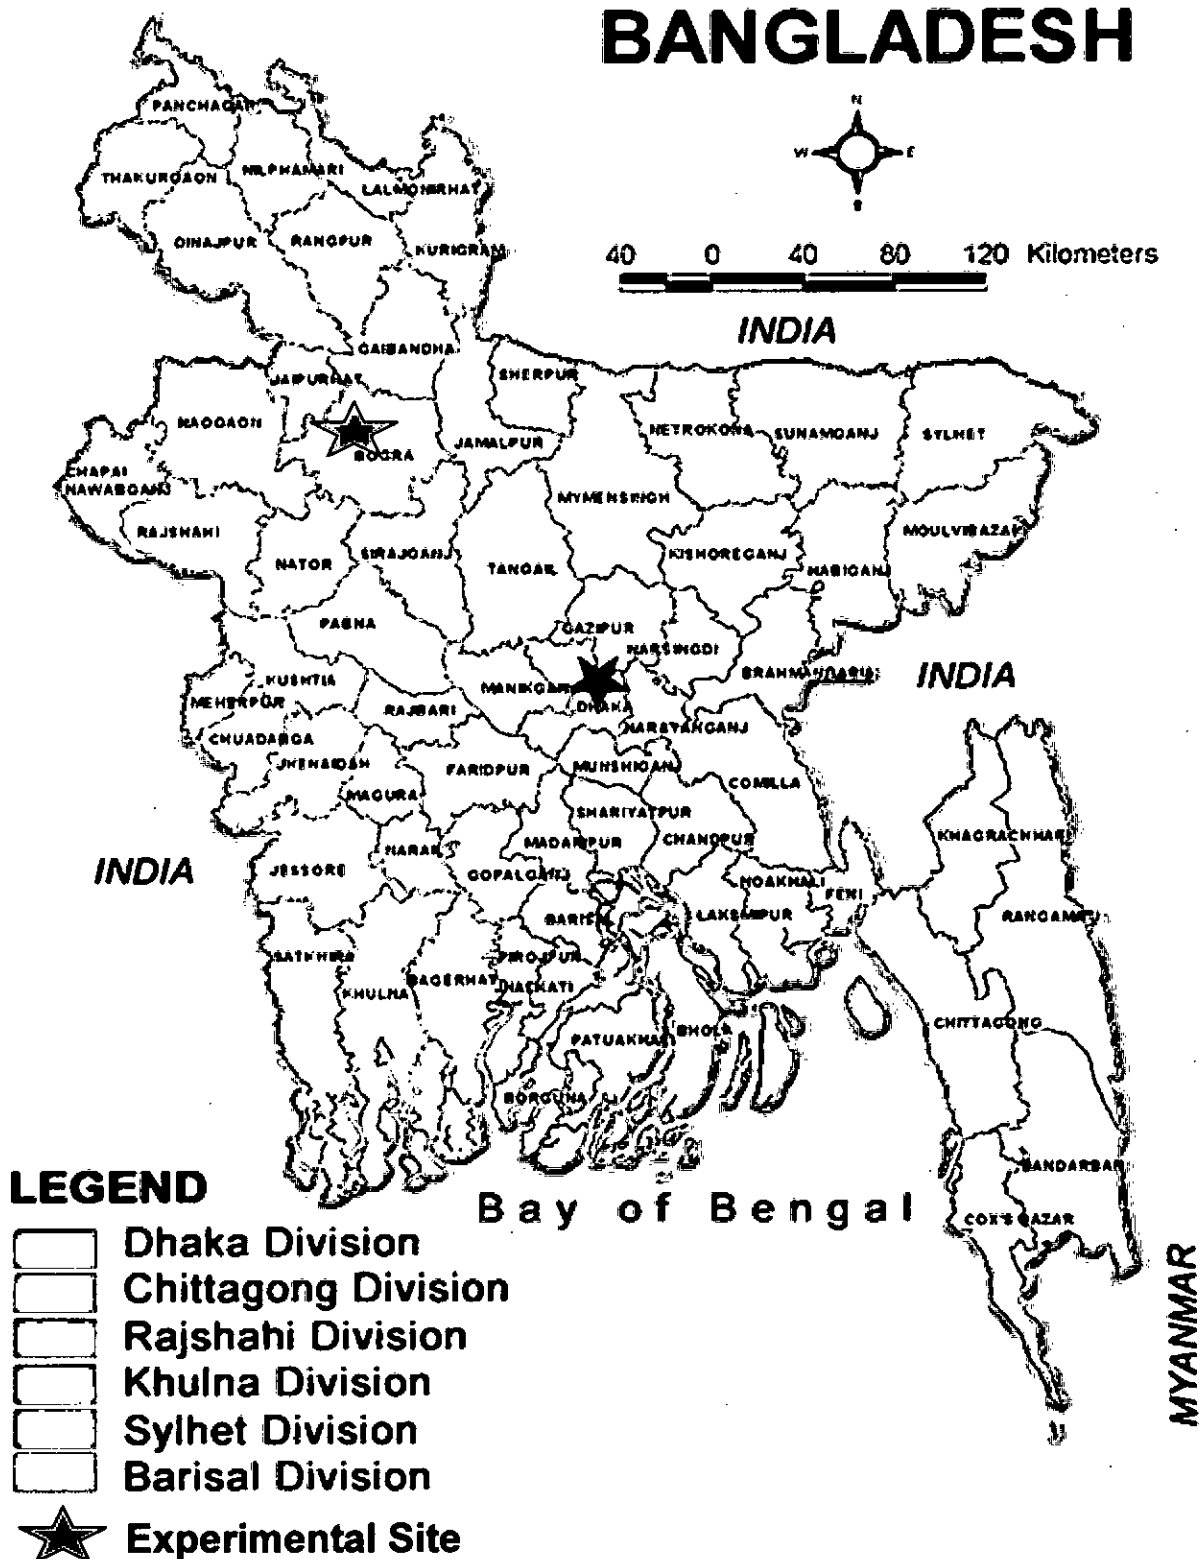 BANGLADESH
N
W E
S
40 0 40 80 120 Kilometers
INDIA
PANCHAGAR
THAKURGAON
NILPHAMARI
LALMONIRHAT
DINAJPUR
RANGPUR
KURIGRAM
GAIBANDHA
JAIPURHAT
SHERPUR
NAOGAON
BOGRA
JAMALPUR
NETROKONA
SUNAMGANJ
SYLHET
CHAPAI
NAWABGANJ
MYMENSINGH
RAJSHAHI
NATOR
SIRAJGANJ
TANGAIL
KISHOREGANJ
HABIGANJ
MOULVIBAZAR
PABNA
GAZIPUR
NARSINGDI
BRAHMANBARIA
INDIA
KUSHTIA
MEHERPUR
MANIKGANJ
DHAKA
RAJBARI
NARAYANGANJ
CHUADANGA
JHENAIDAH
FARIDPUR
MUNSHIGANJ
COMILLA
MAGURA
SHARIYATPUR
INDIA
NARAIL
MADARIPUR
CHANDPUR
KHAGRACHHARI
JESSORE
GOPALGANJ
NOAKHALI
FENI
BARISAL
LAKSMIPUR
RANGAMATI
SATKHIRA
KHULNA
BAGERHAT
PIROJPUR
JHALKATI
PATUAKHALI
BHOLA
CHITTAGONG
BORGUNA
BANDARBAN
COX'S BAZAR
Bay of Bengal
MYANMAR
LEGEND
Dhaka Division
Chittagong Division
Rajshahi Division
Khulna Division
Sylhet Division
Barisal Division
Experimental Site